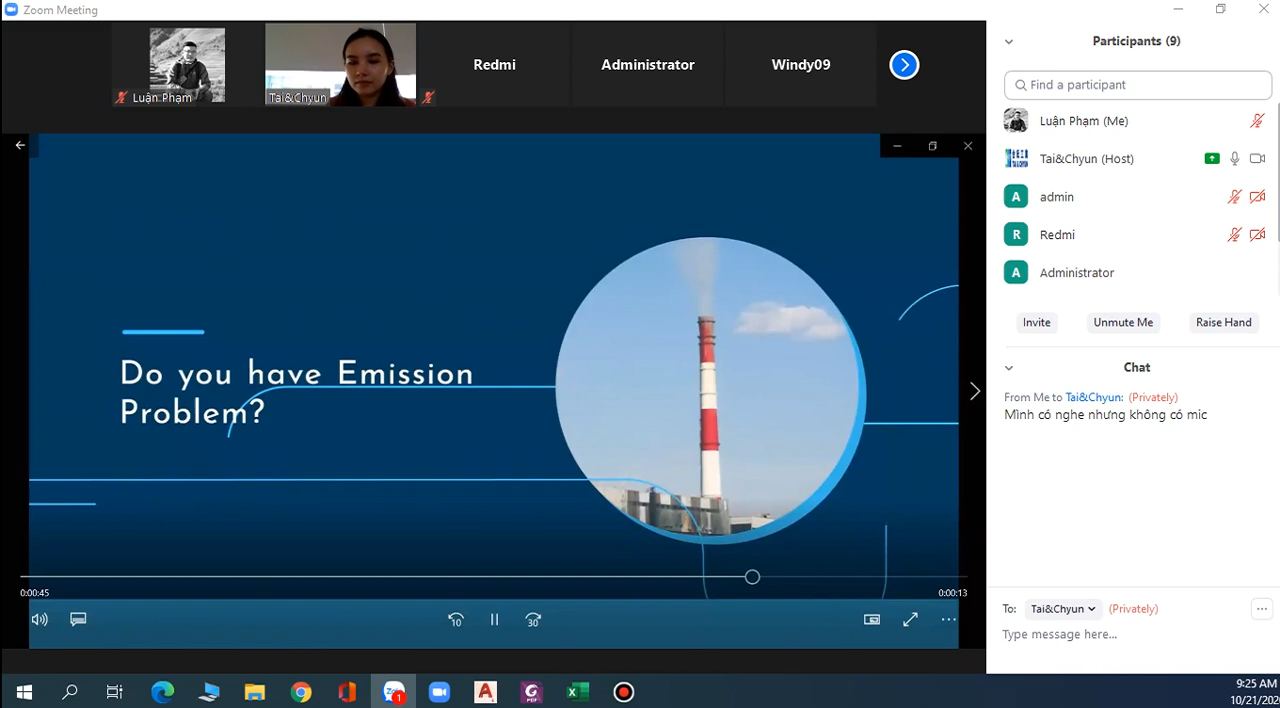 Zoom Meeting
Luận Phạm
Tai&Chyun
Redmi
Administrator
Windy09
Do you have Emission
Problem?
0:00:45
0:00:13
10
30
Participants (9)
Find a participant
Luận Phạm (Me)
Tai&Chyun (Host)
A admin
R Redmi
A Administrator
Invite Unmute Me Raise Hand
Chat
From Me to Tai&Chyun: (Privately)
Mình có nghe nhưng không có mic
To: Tai&Chyun (Privately)
Type message here...
1
9:25 AM